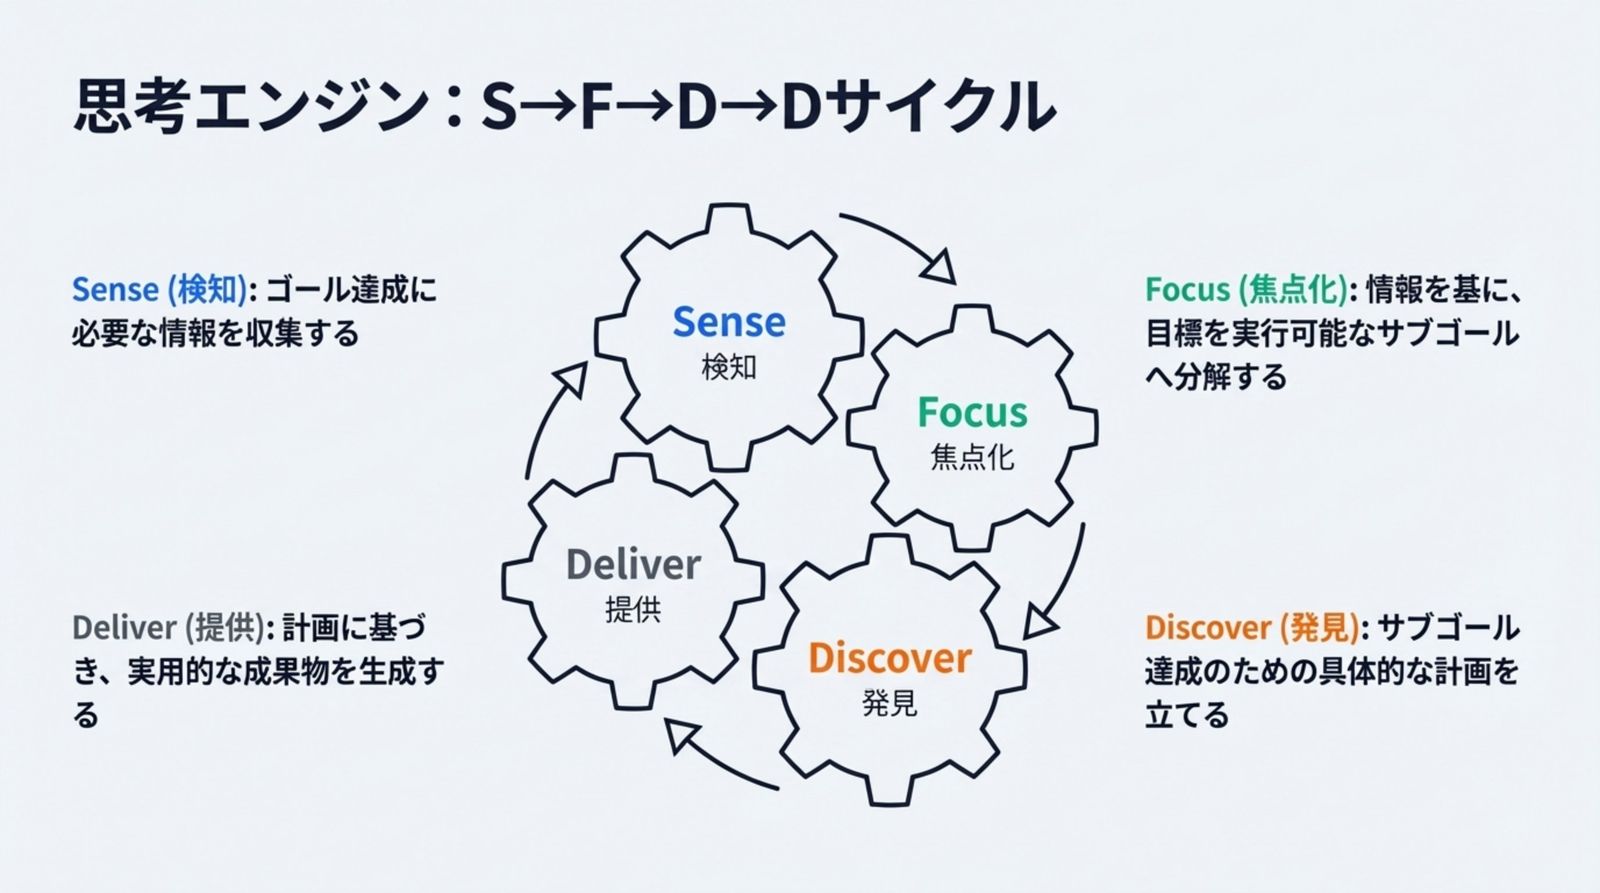 思考エンジン：S→F→D→Dサイクル
Sense (検知): ゴール達成に
必要な情報を収集する
Sense
検知
Focus (焦点化): 情報を基に、
目標を実行可能なサブゴール
へ分解する
Focus
焦点化
Deliver
提供
Deliver (提供): 計画に基づ
き、実用的な成果物を生成す
る
Discover
発見
Discover (発見): サブゴール
達成のための具体的な計画を
立てる